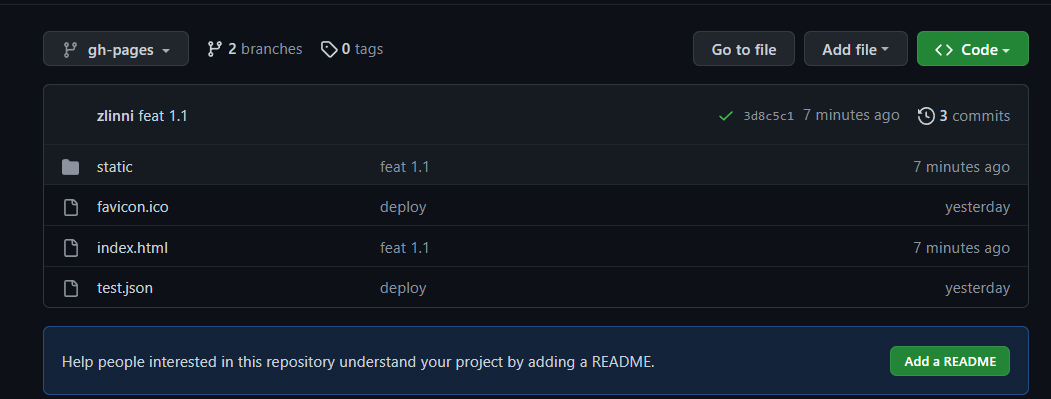 gh-pages 2 branches 0 tags Go to file Add file Code
zlinni feat 1.1 3d8c5c1 7 minutes ago 3 commits
static feat 1.1 7 minutes ago
favicon.ico deploy yesterday
index.html feat 1.1 7 minutes ago
test.json deploy yesterday
Help people interested in this repository understand your project by adding a README. Add a README